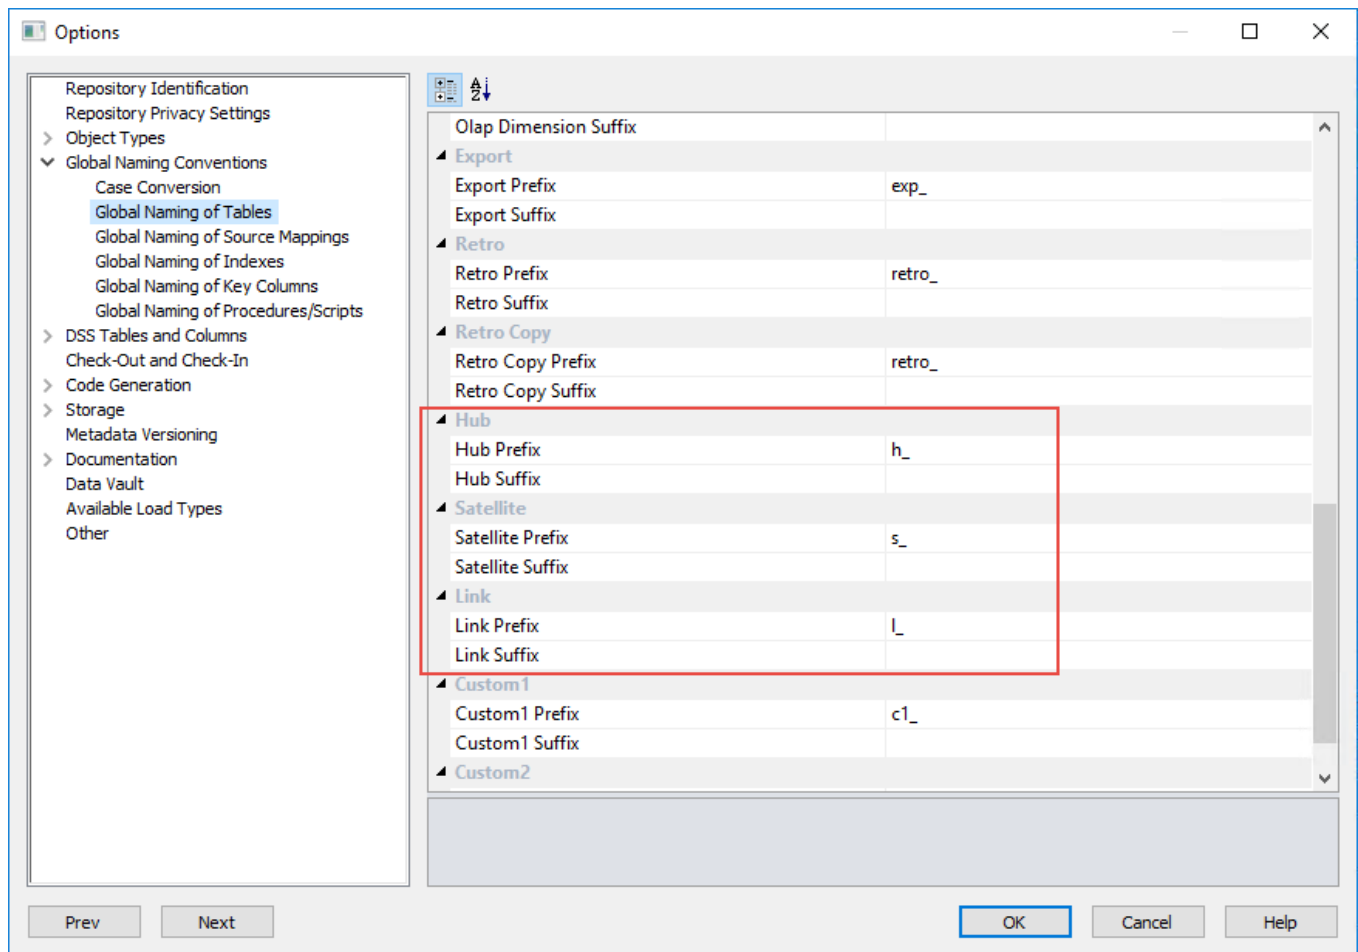 Options
Repository Identification
Repository Privacy Settings
Object Types
Global Naming Conventions
Case Conversion
Global Naming of Tables
Global Naming of Source Mappings
Global Naming of Indexes
Global Naming of Key Columns
Global Naming of Procedures/Scripts
DSS Tables and Columns
Check-Out and Check-In
Code Generation
Storage
Metadata Versioning
Documentation
Data Vault
Available Load Types
Other
Olap Dimension Suffix
Export
Export Prefix exp_
Export Suffix
Retro
Retro Prefix retro_
Retro Suffix
Retro Copy
Retro Copy Prefix retro_
Retro Copy Suffix
Hub
Hub Prefix h_
Hub Suffix
Satellite
Satellite Prefix s_
Satellite Suffix
Link
Link Prefix l_
Link Suffix
Custom1
Custom1 Prefix c1_
Custom1 Suffix
Custom2
Prev Next OK Cancel Help